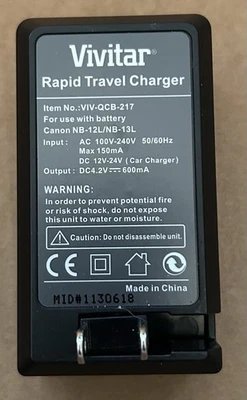 Vivitar
Rapid Travel Charger
Item No.:VIV-QCB-217
For use with battery
Canon NB-12L/NB-13L
Input: AC 100V-240V 50/60Hz
Max 150mA
DC 12V-24V (Car Charger)
Output: DC4.2V⎓600mA
WARNING:
In order to prevent potential fire
or risk of shock, do not expose
this unit to water or moisture.
Caution: Do not disassemble unit.
Made in China
MID#1130618